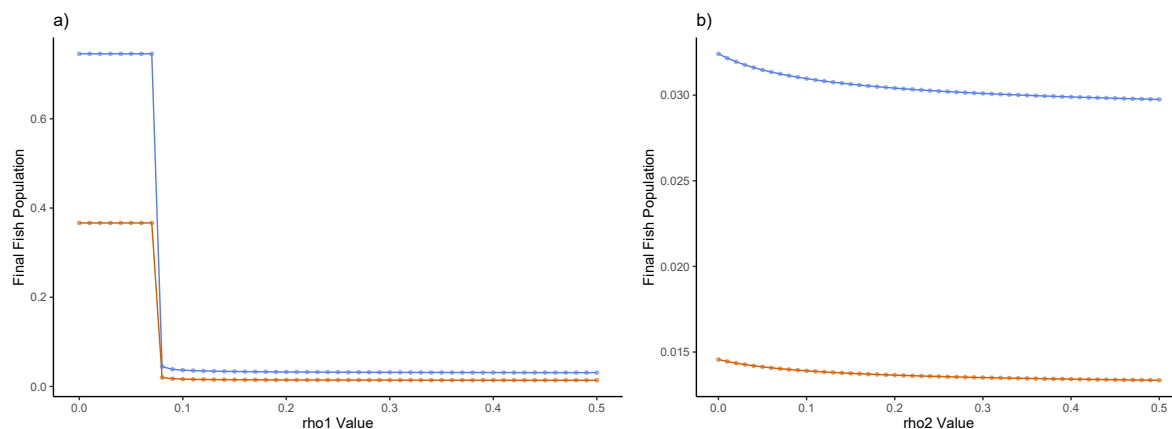 a)
Final Fish Population
0.6
0.4
0.2
0.0
0.0 0.1 0.2 0.3 0.4 0.5
rho1 Value
b)
Final Fish Population
0.030
0.025
0.020
0.015
0.0 0.1 0.2 0.3 0.4 0.5
rho2 Value